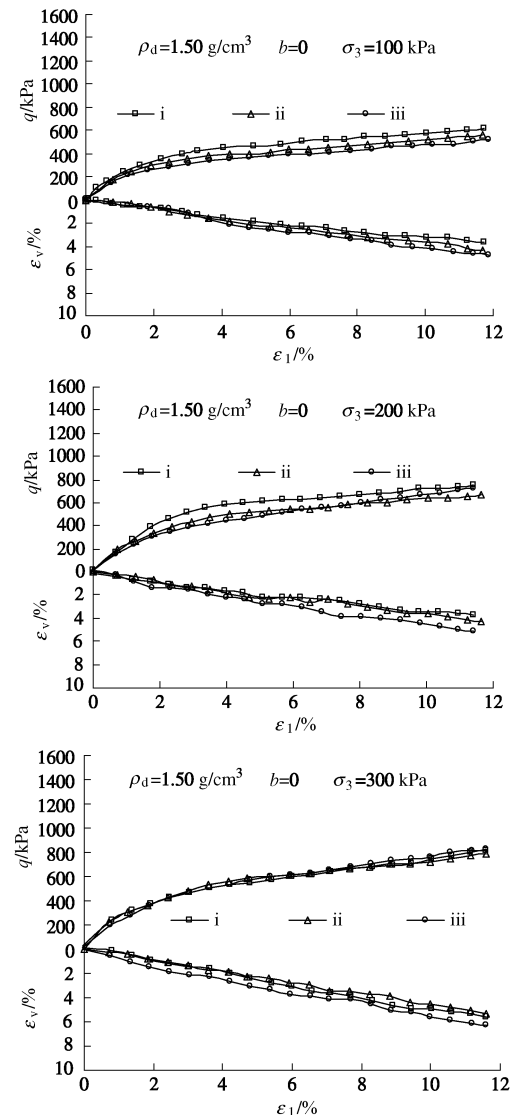 ρd=1.50 g/cm³ b=0 σ3=100 kPa
i ii iii
q/kPa
1600
1400
1200
1000
800
600
400
200
0
εv/%
2
4
6
8
10
0 2 4 6 8 10 12
ε1/%
ρd=1.50 g/cm³ b=0 σ3=200 kPa
i ii iii
q/kPa
1600
1400
1200
1000
800
600
400
200
0
εv/%
2
4
6
8
10
0 2 4 6 8 10 12
ε1/%
ρd=1.50 g/cm³ b=0 σ3=300 kPa
i ii iii
q/kPa
1600
1400
1200
1000
800
600
400
200
0
εv/%
2
4
6
8
10
0 2 4 6 8 10 12
ε1/%